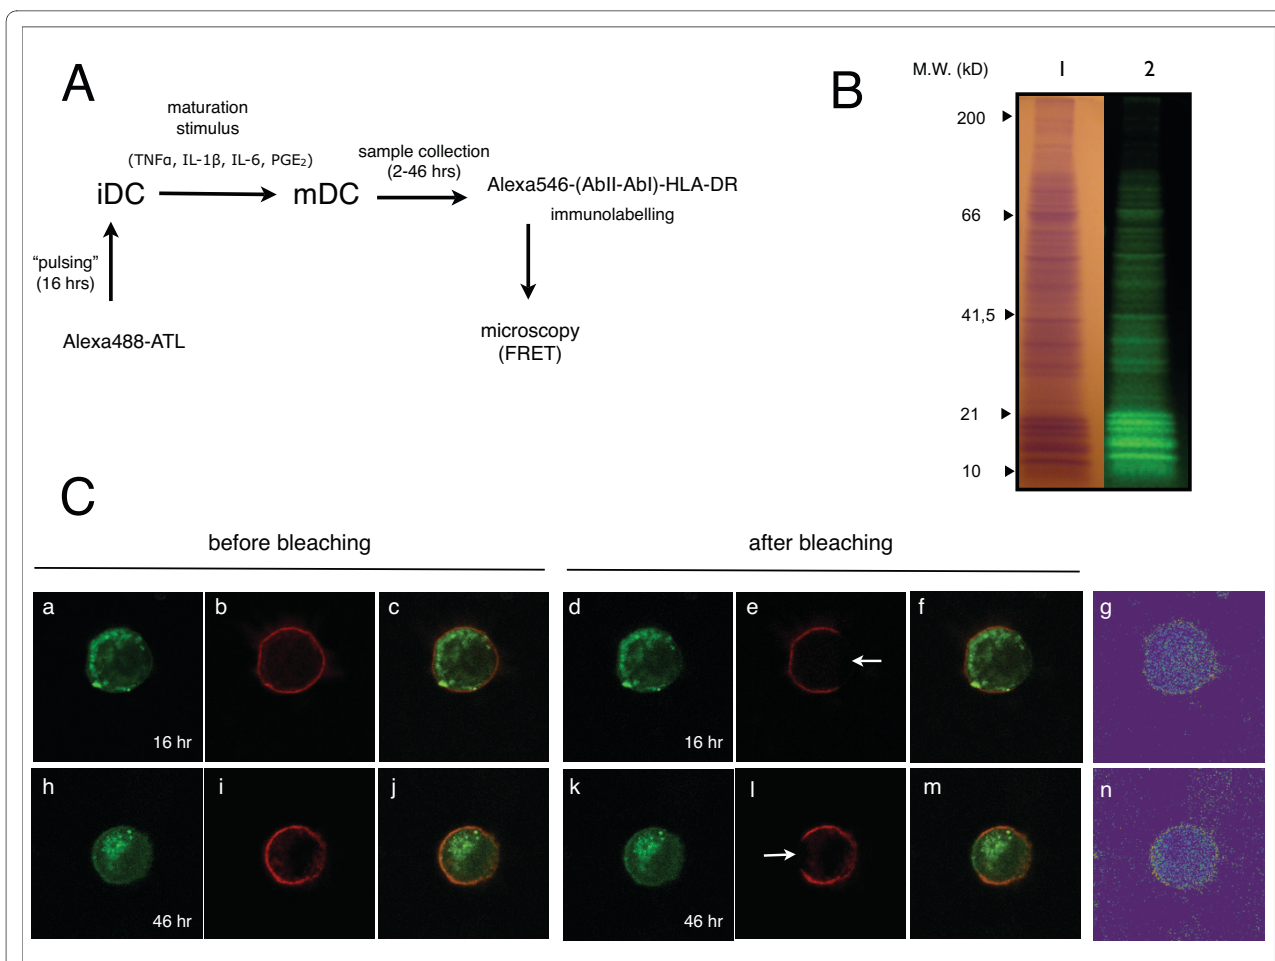 A
maturation
stimulus
(TNFα, IL-1β, IL-6, PGE₂)
iDC
mDC
sample collection
(2-46 hrs)
Alexa546-(AbII-AbI)-HLA-DR
immunolabelling
"pulsing"
(16 hrs)
Alexa488-ATL
microscopy
(FRET)
B
M.W. (kD)
1
2
200
66
41,5
21
10
C
before bleaching
after bleaching
a
16 hr
b
c
d
16 hr
e
f
g
h
46 hr
i
j
k
46 hr
l
m
n